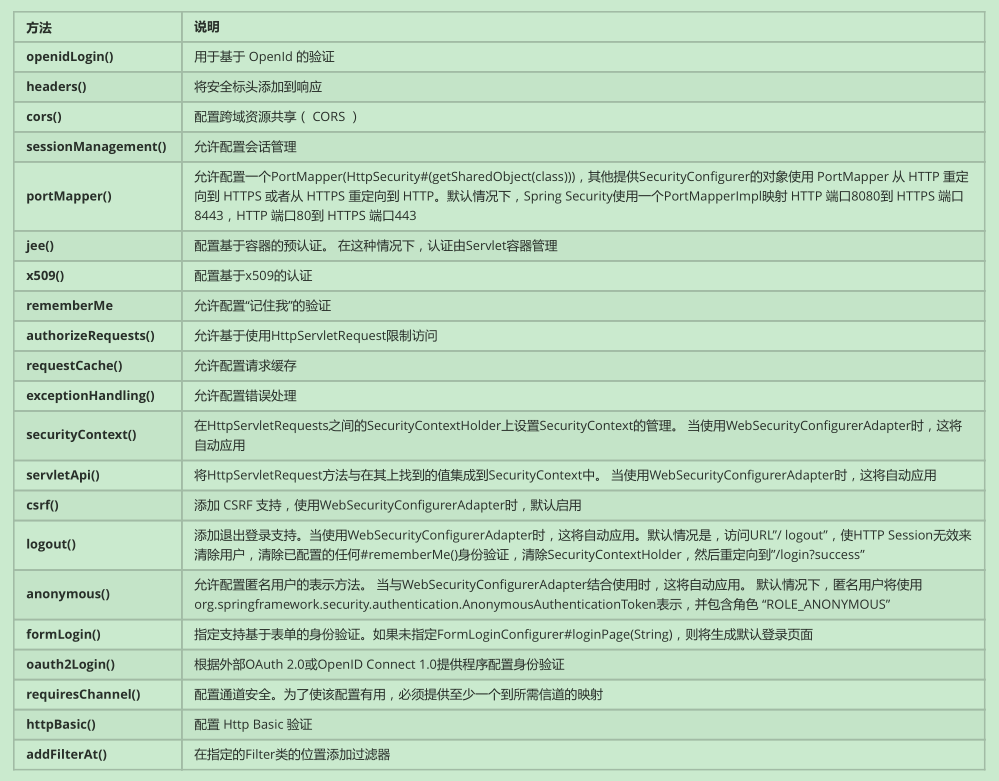 方法 说明
openidLogin() 用于基于 OpenId 的验证
headers() 将安全标头添加到响应
cors() 配置跨域资源共享（ CORS ）
sessionManagement() 允许配置会话管理
portMapper() 允许配置一个PortMapper(HttpSecurity#(getSharedObject(class)))，其他提供SecurityConfigurer的对象使用 PortMapper 从 HTTP 重定
向到 HTTPS 或者从 HTTPS 重定向到 HTTP。默认情况下，Spring Security使用一个PortMapperImpl映射 HTTP 端口8080到 HTTPS 端口
8443，HTTP 端口80到 HTTPS 端口443
jee() 配置基于容器的预认证。 在这种情况下，认证由Servlet容器管理
x509() 配置基于x509的认证
rememberMe 允许配置“记住我”的验证
authorizeRequests() 允许基于使用HttpServletRequest限制访问
requestCache() 允许配置请求缓存
exceptionHandling() 允许配置错误处理
securityContext() 在HttpServletRequests之间的SecurityContextHolder上设置SecurityContext的管理。 当使用WebSecurityConfigurerAdapter时，这将
自动应用
servletApi() 将HttpServletRequest方法与在其上找到的值集成到SecurityContext中。 当使用WebSecurityConfigurerAdapter时，这将自动应用
csrf() 添加 CSRF 支持，使用WebSecurityConfigurerAdapter时，默认启用
logout() 添加退出登录支持。当使用WebSecurityConfigurerAdapter时，这将自动应用。默认情况是，访问URL”/ logout”，使HTTP Session无效来
清除用户，清除已配置的任何#rememberMe()身份验证，清除SecurityContextHolder，然后重定向到”/login?success”
anonymous() 允许配置匿名用户的表示方法。 当与WebSecurityConfigurerAdapter结合使用时，这将自动应用。 默认情况下，匿名用户将使用
org.springframework.security.authentication.AnonymousAuthenticationToken表示，并包含角色 “ROLE_ANONYMOUS”
formLogin() 指定支持基于表单的身份验证。如果未指定FormLoginConfigurer#loginPage(String)，则将生成默认登录页面
oauth2Login() 根据外部OAuth 2.0或OpenID Connect 1.0提供程序配置身份验证
requiresChannel() 配置通道安全。为了使该配置有用，必须提供至少一个到所需信道的映射
httpBasic() 配置 Http Basic 验证
addFilterAt() 在指定的Filter类的位置添加过滤器